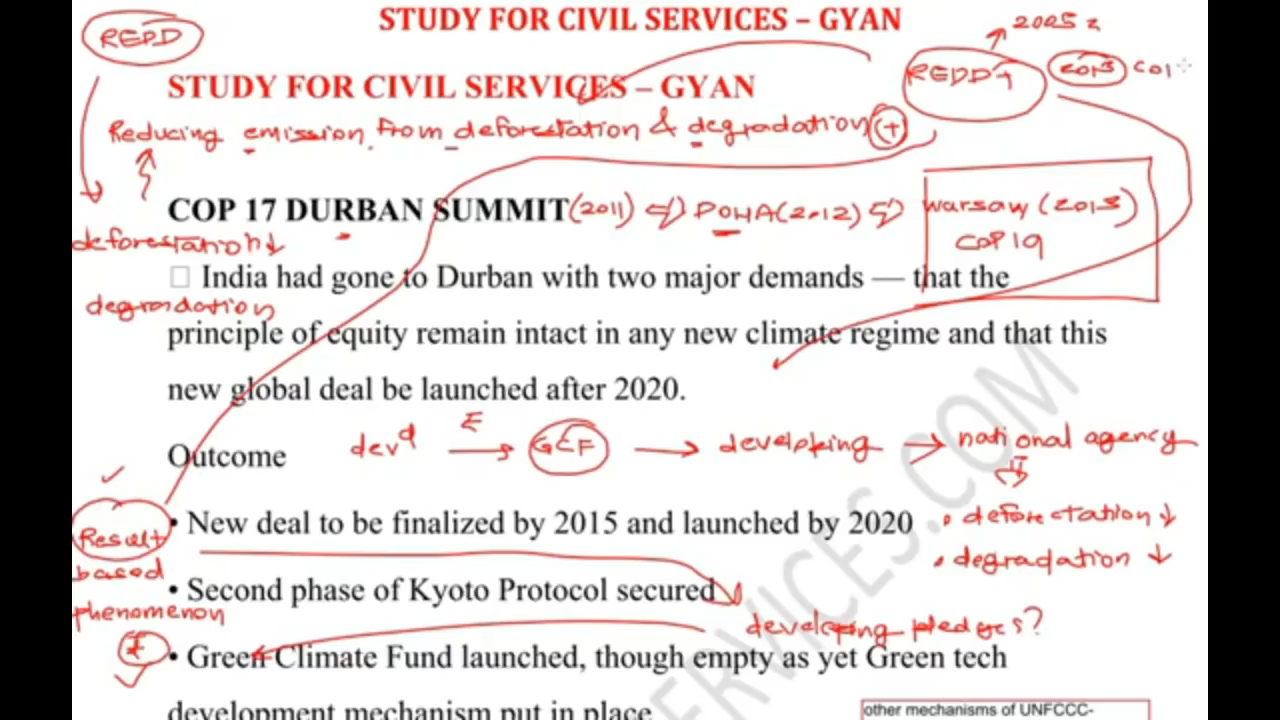 STUDY FOR CIVIL SERVICES – GYAN
2005
REDD
REDD+
2013
STUDY FOR CIVIL SERVICES – GYAN
Reducing emission from deforestation & degradation (+)
COP 17 DURBAN SUMMIT (2011) ⇨ DOHA (2012) ⇨ Warsaw (2013)
COP 19
deforestation↓
India had gone to Durban with two major demands — that the
degradation
principle of equity remain intact in any new climate regime and that this
new global deal be launched after 2020.
→ GCF → developing → national agency
Outcome
• New deal to be finalized by 2015 and launched by 2020
• deforestation ↓
Result
based
phenomenon
• degradation ↓
• Second phase of Kyoto Protocol secured
developing pledges?
• Green Climate Fund launched, though empty as yet Green tech
development mechanism put in place
other mechanisms of UNFCCC-
SERVICES.COM